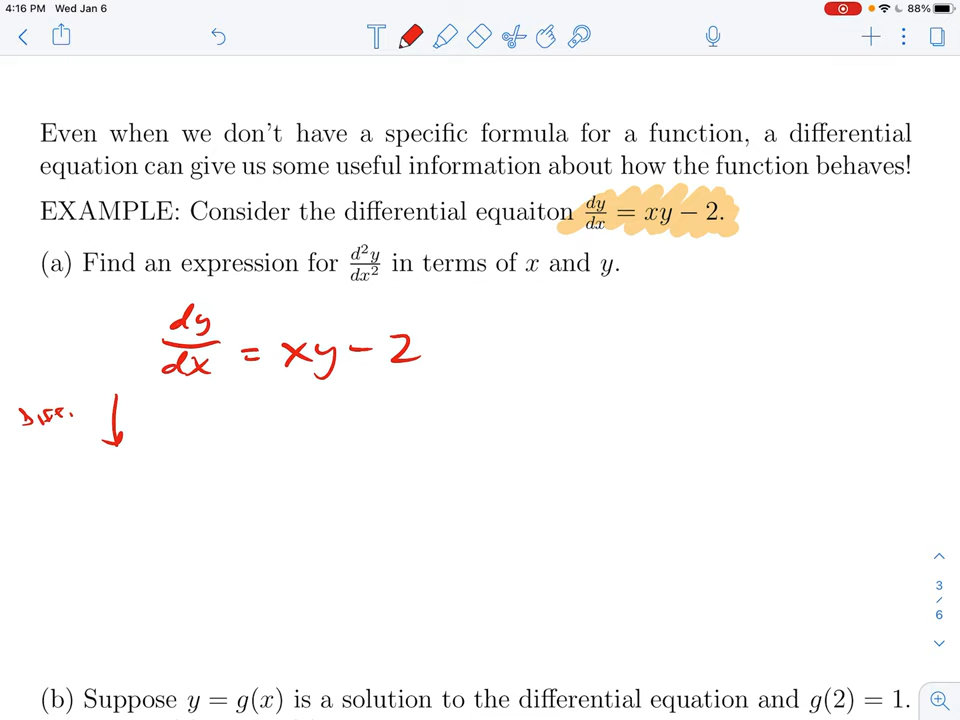 4:16 PM Wed Jan 6 88%
T
Even when we don't have a specific formula for a function, a differential
equation can give us some useful information about how the function behaves!
EXAMPLE: Consider the differential equaiton dy/dx = xy − 2.
(a) Find an expression for d²y/dx² in terms of x and y.
dy/dx = xy − 2
Diff.
3
/
6
(b) Suppose y = g(x) is a solution to the differential equation and g(2) = 1.